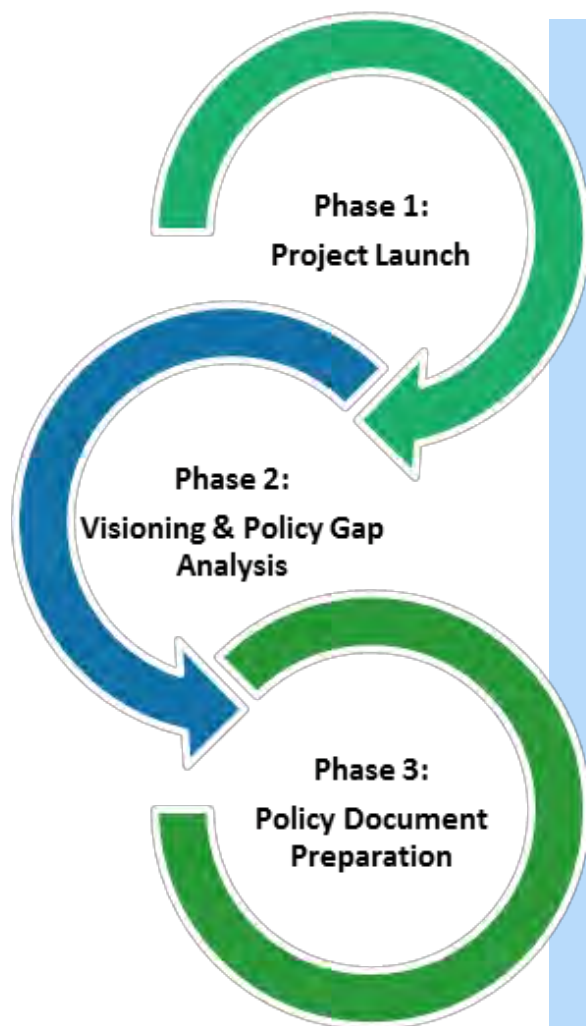 Phase 1:
Project Launch
Phase 2:
Visioning & Policy Gap
Analysis
Phase 3:
Policy Document
Preparation